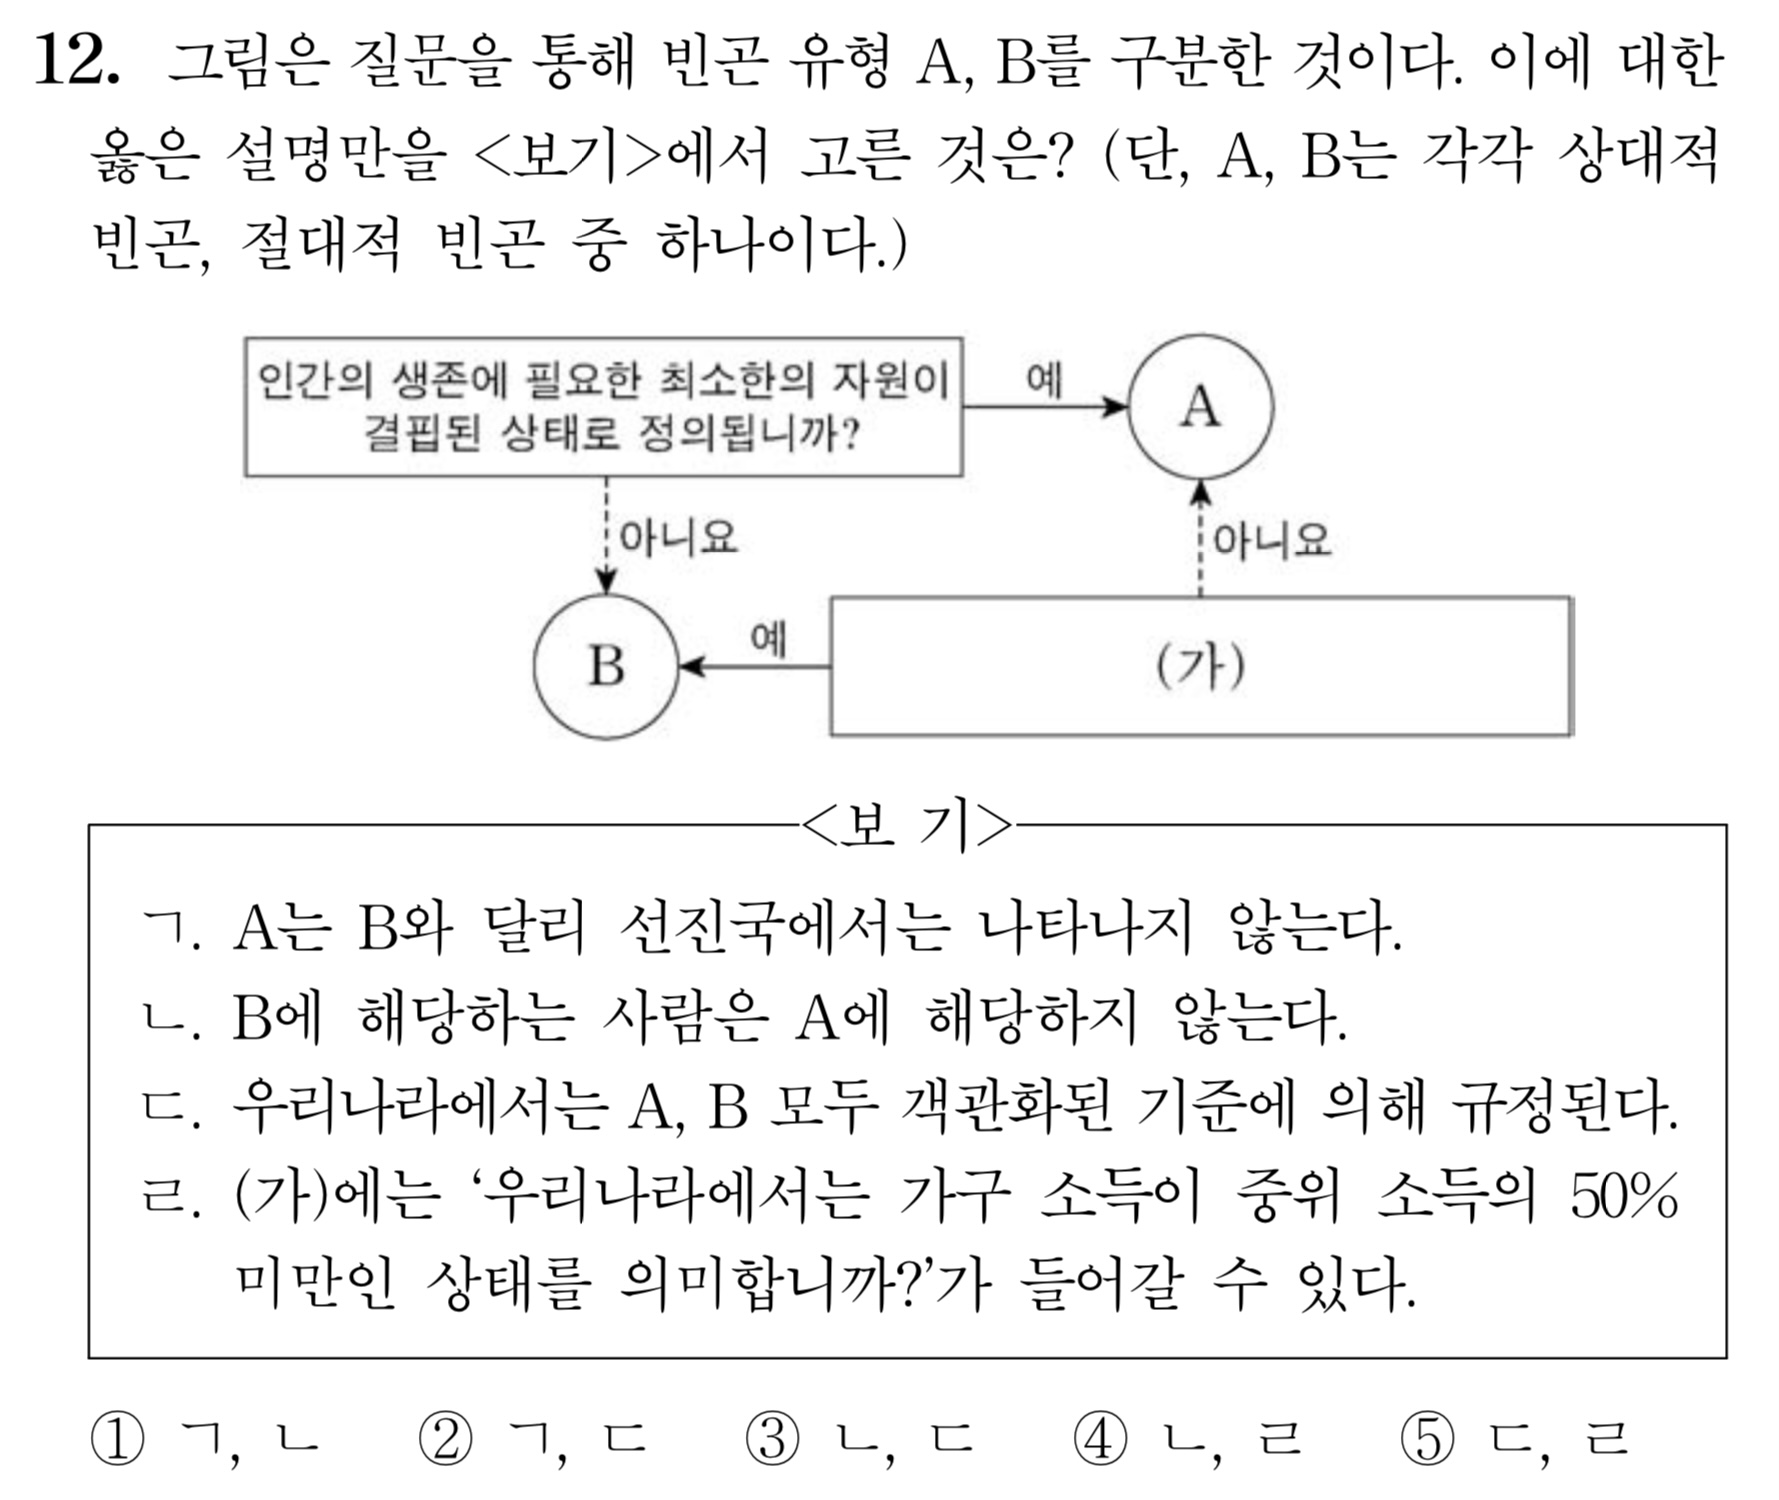 12. 그림은 질문을 통해 빈곤 유형 A, B를 구분한 것이다. 이에 대한
옳은 설명만을 <보기>에서 고른 것은? (단, A, B는 각각 상대적
빈곤, 절대적 빈곤 중 하나이다.)
인간의 생존에 필요한 최소한의 자원이
결핍된 상태로 정의됩니까?
예
A
아니요
아니요
B
예
(가)
<보 기>
ㄱ. A는 B와 달리 선진국에서는 나타나지 않는다.
ㄴ. B에 해당하는 사람은 A에 해당하지 않는다.
ㄷ. 우리나라에서는 A, B 모두 객관화된 기준에 의해 규정된다.
ㄹ. (가)에는 ‘우리나라에서는 가구 소득이 중위 소득의 50%
미만인 상태를 의미합니까?’가 들어갈 수 있다.
① ㄱ, ㄴ ② ㄱ, ㄷ ③ ㄴ, ㄷ ④ ㄴ, ㄹ ⑤ ㄷ, ㄹ